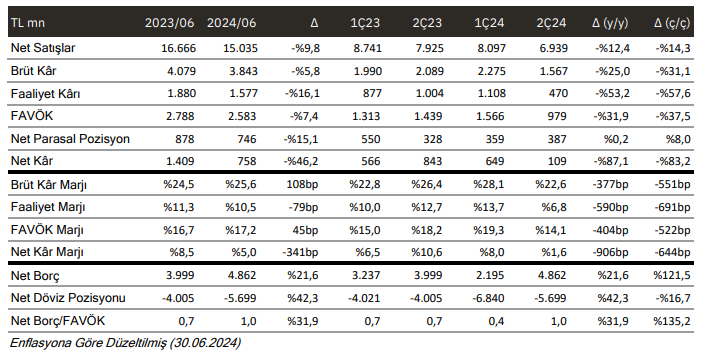 TL mn 2023/06 2024/06 Δ 1Ç23 2Ç23 1Ç24 2Ç24 Δ (y/y) Δ (ç/ç)
Net Satışlar 16.666 15.035 -%9,8 8.741 7.925 8.097 6.939 -%12,4 -%14,3
Brüt Kâr 4.079 3.843 -%5,8 1.990 2.089 2.275 1.567 -%25,0 -%31,1
Faaliyet Kârı 1.880 1.577 -%16,1 877 1.004 1.108 470 -%53,2 -%57,6
FAVÖK 2.788 2.583 -%7,4 1.313 1.439 1.566 979 -%31,9 -%37,5
Net Parasal Pozisyon 878 746 -%15,1 550 328 359 387 %0,2 %8,0
Net Kâr 1.409 758 -%46,2 566 843 649 109 -%87,1 -%83,2
Brüt Kâr Marjı %24,5 %25,6 108bp %22,8 %26,4 %28,1 %22,6 -377bp -551bp
Faaliyet Marjı %11,3 %10,5 -79bp %10,0 %12,7 %13,7 %6,8 -590bp -691bp
FAVÖK Marjı %16,7 %17,2 45bp %15,0 %18,2 %19,3 %14,1 -404bp -522bp
Net Kâr Marjı %8,5 %5,0 -341bp %6,5 %10,6 %8,0 %1,6 -906bp -644bp
Net Borç 3.999 4.862 %21,6 3.237 3.999 2.195 4.862 %21,6 %121,5
Net Döviz Pozisyonu -4.005 -5.699 %42,3 -4.021 -4.005 -6.840 -5.699 %42,3 -%16,7
Net Borç/FAVÖK 0,7 1,0 %31,9 0,7 0,7 0,4 1,0 %31,9 %135,2
Enflasyona Göre Düzeltilmiş (30.06.2024)